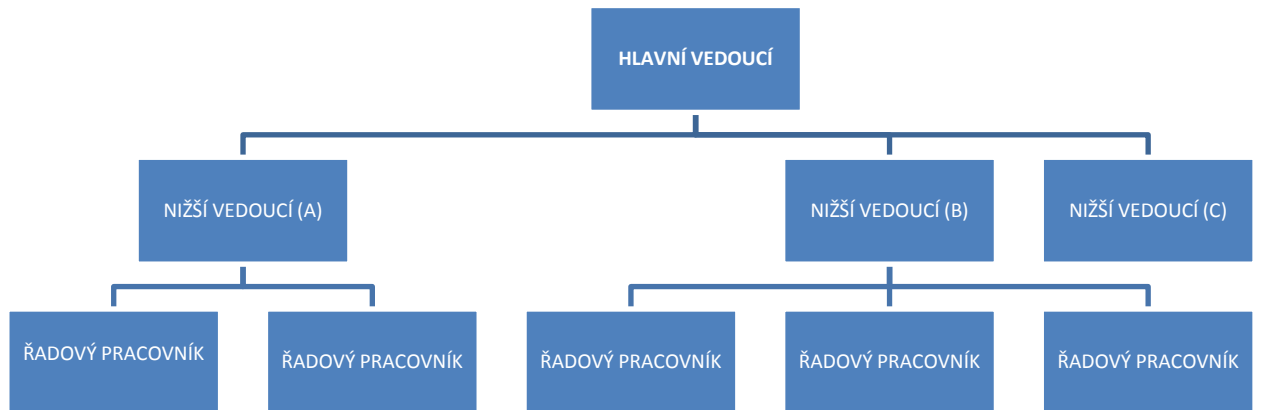 HLAVNÍ VEDOUCÍ
NIŽŠÍ VEDOUCÍ (A)
NIŽŠÍ VEDOUCÍ (B)
NIŽŠÍ VEDOUCÍ (C)
ŘADOVÝ PRACOVNÍK
ŘADOVÝ PRACOVNÍK
ŘADOVÝ PRACOVNÍK
ŘADOVÝ PRACOVNÍK
ŘADOVÝ PRACOVNÍK